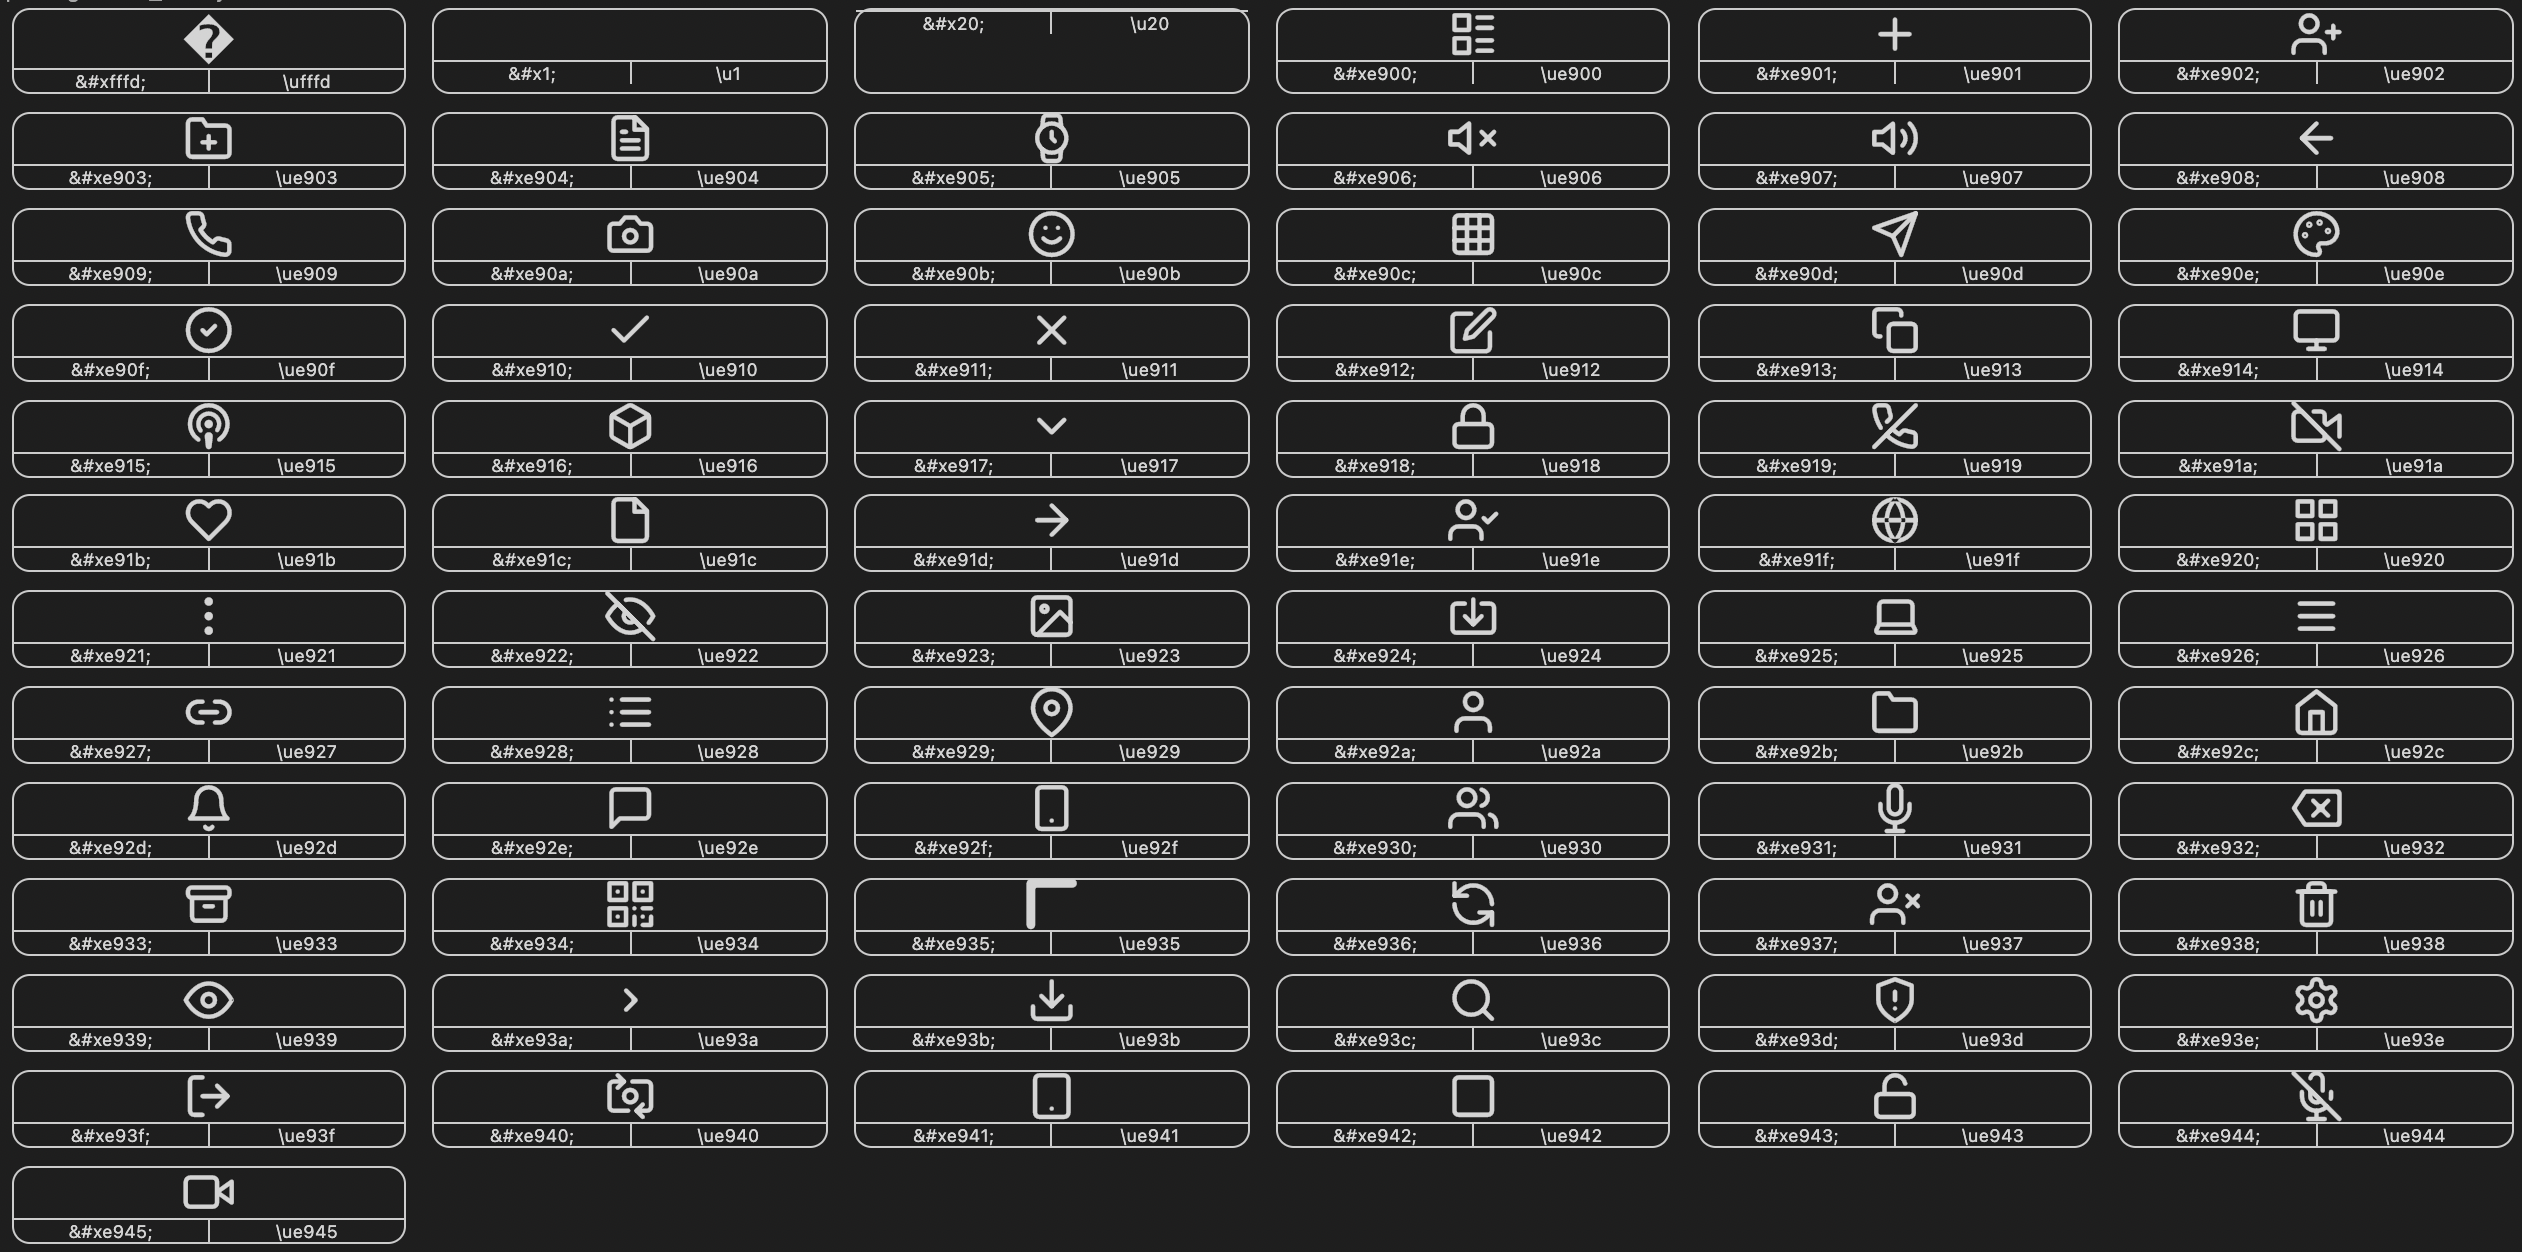 &#xfffd; \ufffd
&#x1; \u1
&#x20; \u20
&#xe900; \ue900
&#xe901; \ue901
&#xe902; \ue902
&#xe903; \ue903
&#xe904; \ue904
&#xe905; \ue905
&#xe906; \ue906
&#xe907; \ue907
&#xe908; \ue908
&#xe909; \ue909
&#xe90a; \ue90a
&#xe90b; \ue90b
&#xe90c; \ue90c
&#xe90d; \ue90d
&#xe90e; \ue90e
&#xe90f; \ue90f
&#xe910; \ue910
&#xe911; \ue911
&#xe912; \ue912
&#xe913; \ue913
&#xe914; \ue914
&#xe915; \ue915
&#xe916; \ue916
&#xe917; \ue917
&#xe918; \ue918
&#xe919; \ue919
&#xe91a; \ue91a
&#xe91b; \ue91b
&#xe91c; \ue91c
&#xe91d; \ue91d
&#xe91e; \ue91e
&#xe91f; \ue91f
&#xe920; \ue920
&#xe921; \ue921
&#xe922; \ue922
&#xe923; \ue923
&#xe924; \ue924
&#xe925; \ue925
&#xe926; \ue926
&#xe927; \ue927
&#xe928; \ue928
&#xe929; \ue929
&#xe92a; \ue92a
&#xe92b; \ue92b
&#xe92c; \ue92c
&#xe92d; \ue92d
&#xe92e; \ue92e
&#xe92f; \ue92f
&#xe930; \ue930
&#xe931; \ue931
&#xe932; \ue932
&#xe933; \ue933
&#xe934; \ue934
&#xe935; \ue935
&#xe936; \ue936
&#xe937; \ue937
&#xe938; \ue938
&#xe939; \ue939
&#xe93a; \ue93a
&#xe93b; \ue93b
&#xe93c; \ue93c
&#xe93d; \ue93d
&#xe93e; \ue93e
&#xe93f; \ue93f
&#xe940; \ue940
&#xe941; \ue941
&#xe942; \ue942
&#xe943; \ue943
&#xe944; \ue944
&#xe945; \ue945